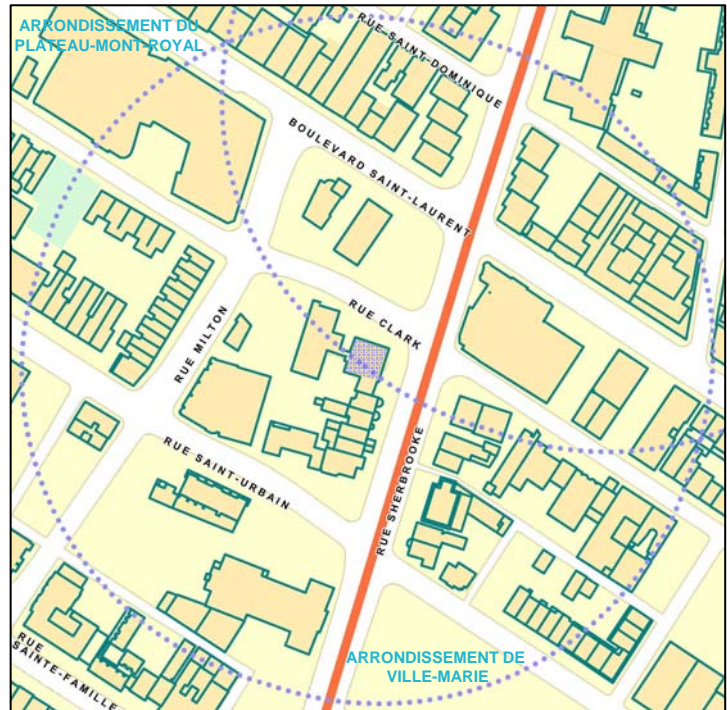 ARRONDISSEMENT DU
PLATEAU-MONT-ROYAL
RUE SAINT-DOMINIQUE
BOULEVARD SAINT-LAURENT
RUE CLARK
RUE MILTON
RUE SAINT-URBAIN
RUE SHERBROOKE
RUE
SAINTE-FAMILLE
ARRONDISSEMENT DE
VILLE-MARIE